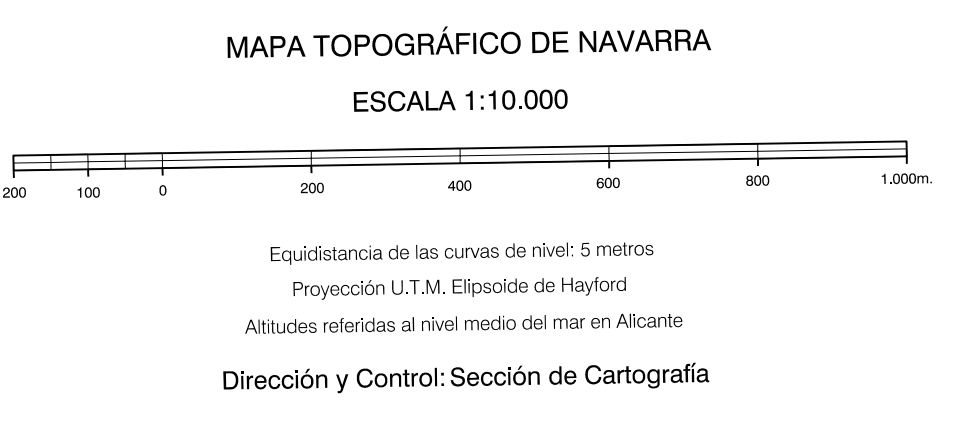 MAPA TOPOGRÁFICO DE NAVARRA
ESCALA 1:10.000
200 100 0 200 400 600 800 1.000m.
Equidistancia de las curvas de nivel: 5 metros
Proyección U.T.M. Elipsoide de Hayford
Altitudes referidas al nivel medio del mar en Alicante
Dirección y Control: Sección de Cartografía